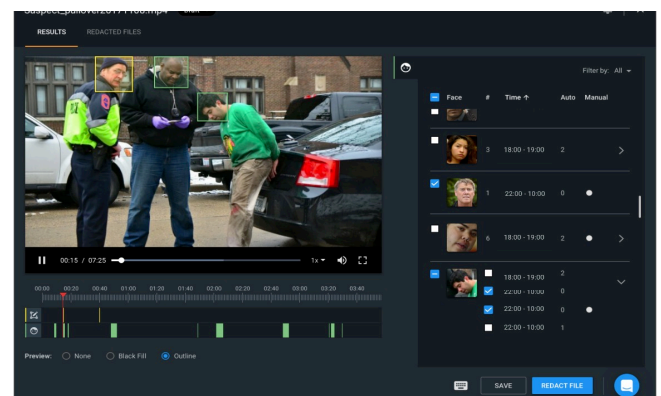 Suspect_pullover20171106.mp4
RESULTS REDACTED FILES
Filter by: All
Face # Time ↑ Auto Manual
3 18:00 - 19:00 2
1 22:00 - 10:00 0
6 18:00 - 19:00 2
18:00 - 19:00 2
22:00 - 10:00 0
22:00 - 10:00 0
22:00 - 10:00 1
00:15 / 07:25 1x
00:00 00:20 00:40 01:00 01:20 01:40 02:00 02:20 03:00 03:20 03:40
Preview: None Black Fill Outline
SAVE REDACT FILE